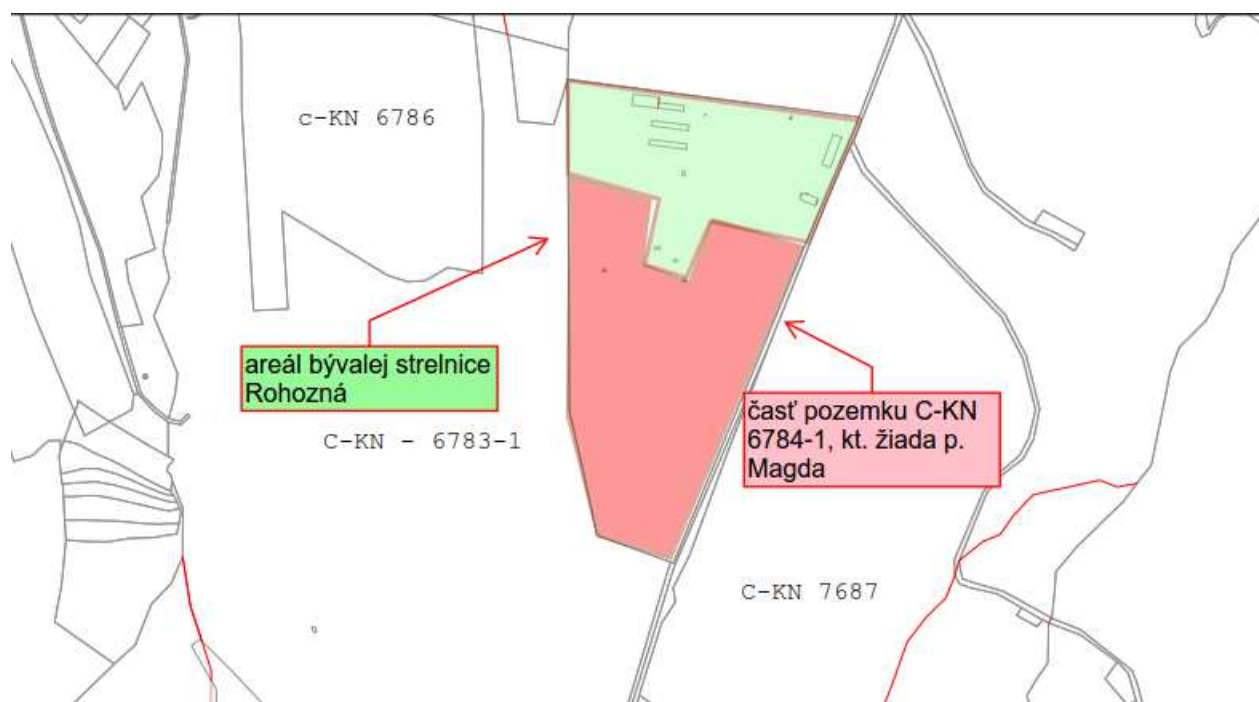 c-KN 6786
areál bývalej strelnice
Rohozná
C-KN - 6783-1
časť pozemku C-KN
6784-1, kt. žiada p.
Magda
C-KN 7687